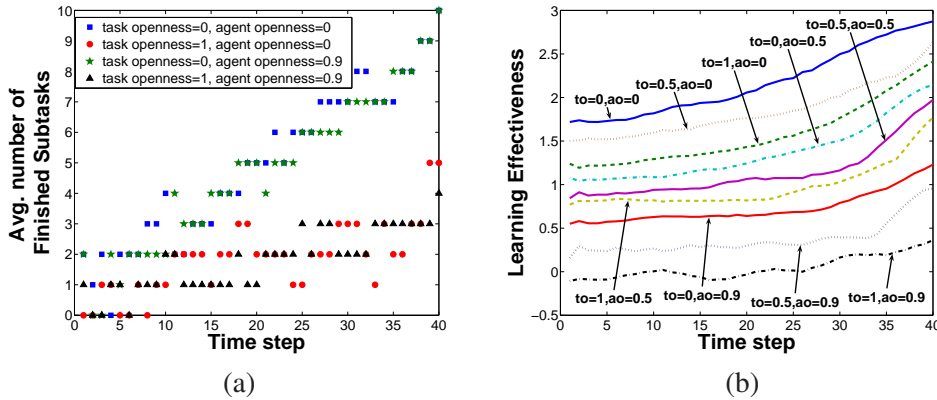 task openness=0, agent openness=0
task openness=1, agent openness=0
task openness=0, agent openness=0.9
task openness=1, agent openness=0.9
Avg. number of
Finished Subtasks
10
9
8
7
6
5
4
3
2
1
0
0 5 10 15 20 25 30 35 40
Time step
(a)
Learning Effectiveness
3
2.5
2
1.5
1
0.5
0
−0.5
to=0.5,ao=0.5
to=0,ao=0.5
to=1,ao=0
to=0.5,ao=0
to=0,ao=0
to=1,ao=0.5
to=0,ao=0.9
to=0.5,ao=0.9
to=1,ao=0.9
0 5 10 15 20 25 30 35 40
Time step
(b)